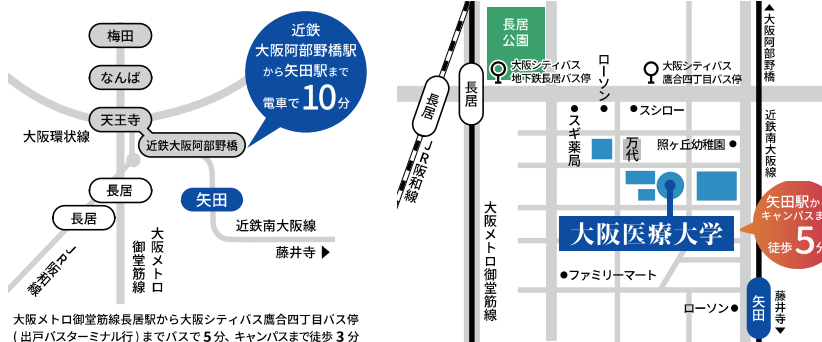 梅田
なんば
天王寺
大阪環状線
近鉄大阪阿部野橋
近鉄
大阪阿部野橋駅
から矢田駅まで
電車で10分
長居
長居
矢田
近鉄南大阪線
藤井寺
JR阪和線
大阪メトロ
御堂筋線
大阪メトロ御堂筋線長居駅から大阪シティバス鷹合四丁目バス停
(出戸バスターミナル行)までバスで5分、キャンパスまで徒歩3分
長居
公園
大阪シティバス
地下鉄長居バス停
ローソン
大阪シティバス
鷹合四丁目バス停
大阪阿部野橋
長居
長居
スギ薬局
スシロー
万代
照ヶ丘幼稚園
近鉄南大阪線
JR阪和線
大阪メトロ御堂筋線
大阪医療大学
矢田駅か
キャンパスま
徒歩5分
ファミリーマート
ローソン
矢田
藤井寺